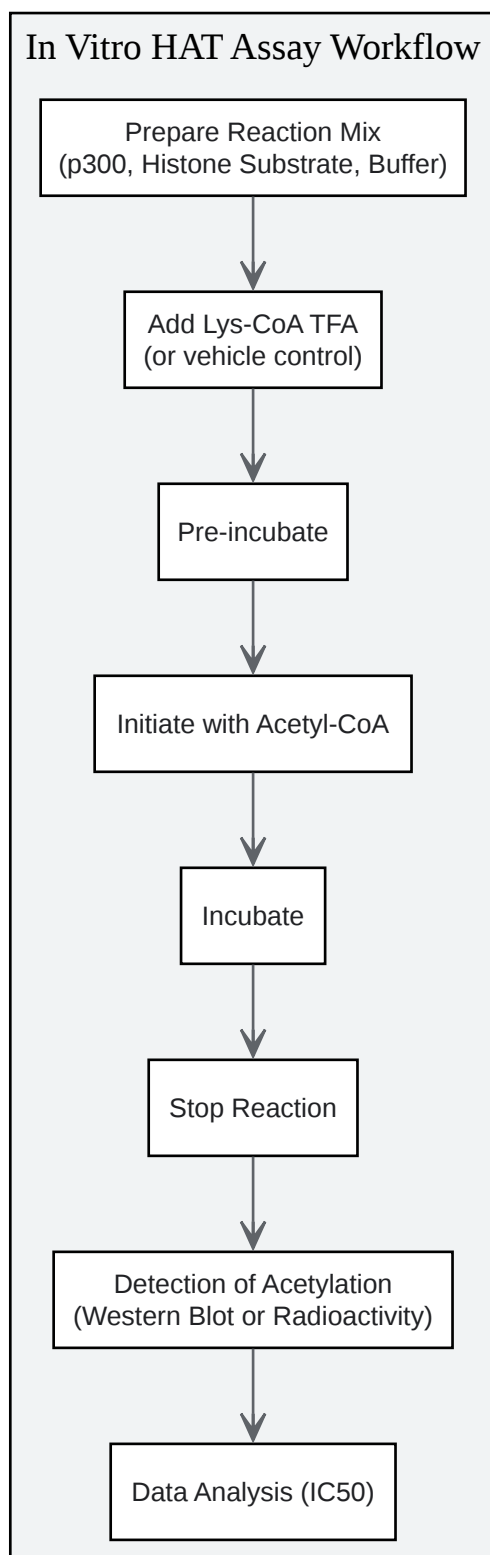 In Vitro HAT Assay Workflow
Prepare Reaction Mix
(p300, Histone Substrate, Buffer)
Add Lys-CoA TFA
(or vehicle control)
Pre-incubate
Initiate with Acetyl-CoA
Incubate
Stop Reaction
Detection of Acetylation
(Western Blot or Radioactivity)
Data Analysis (IC50)